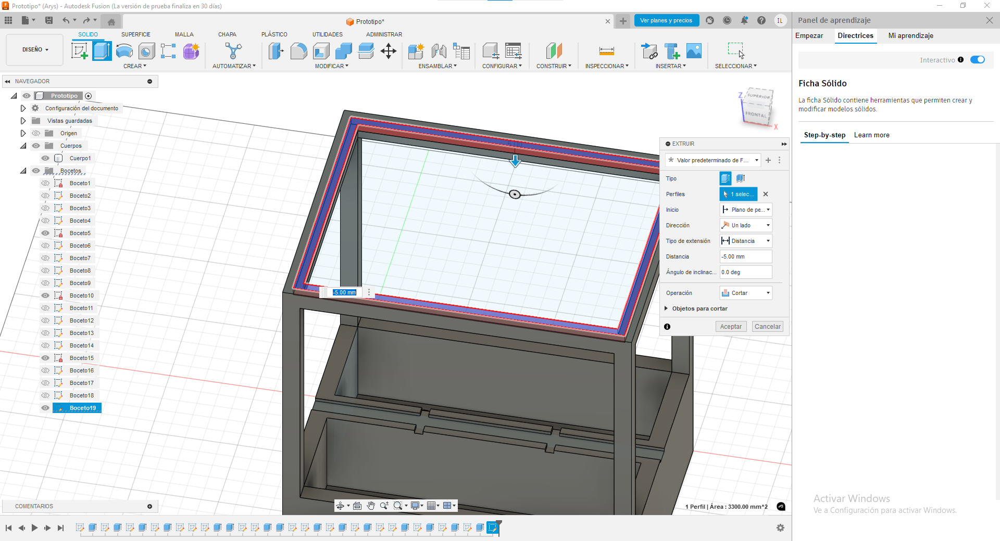 Prototipo* (Arys) - Autodesk Fusion (La versión de prueba finaliza en 30 días)
Panel de aprendizaje
Prototipo*
Ver planes y precios
IL
Empezar
Directrices
Mi aprendizaje
SOLIDO
SUPERFICIE
MALLA
CHAPA
PLÁSTICO
UTILIDADES
ADMINISTRAR
DISEÑO
CREAR
AUTOMATIZAR
MODIFICAR
ENSAMBLAR
CONFIGURAR
CONSTRUIR
INSPECCIONAR
INSERTAR
SELECCIONAR
Interactivo
Ficha Sólido
La ficha Sólido contiene herramientas que permiten crear y
modificar modelos sólidos.
Step-by-step
Learn more
NAVEGADOR
Prototipo
Configuración del documento
Vistas guardadas
Origen
Cuerpos
Cuerpo1
Bocetos
Boceto1
Boceto2
Boceto3
Boceto4
Boceto5
Boceto6
Boceto7
Boceto8
Boceto9
Boceto10
Boceto11
Boceto12
Boceto13
Boceto14
Boceto15
Boceto16
Boceto17
Boceto18
Boceto19
Z
SUPERIOR
FRONTAL
X
EXTRUIR
Valor predeterminado de F...
Tipo
Perfiles
1 selec...
Inicio
Plano de pe...
Dirección
Un lado
Tipo de extensión
Distancia
Distancia
-5.00 mm
Ángulo de inclinac...
0.0 deg
Operación
Cortar
Objetos para cortar
Aceptar
Cancelar
-5.00 mm
COMENTARIOS
1 Perfil | Área : 3300.00 mm^2
Activar Windows
Ve a Configuración para activar Windows.